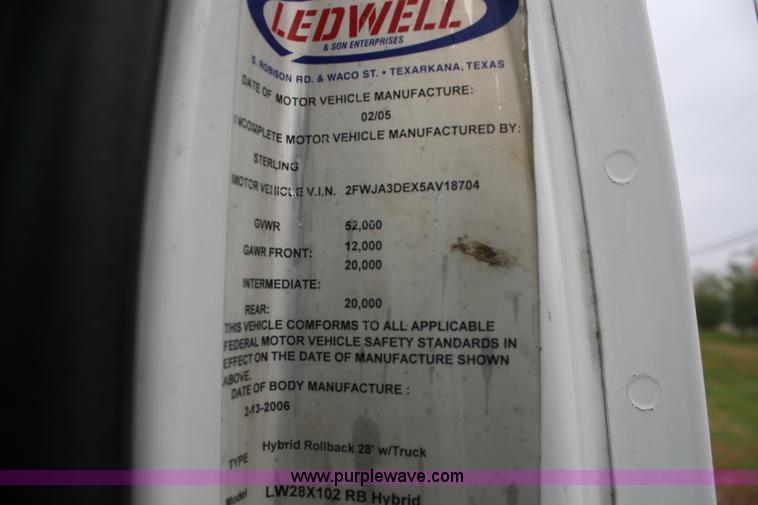 LEDWELL
& SON ENTERPRISES
S. ROBISON RD. & WACO ST. • TEXARKANA, TEXAS
DATE OF MOTOR VEHICLE MANUFACTURE:
02/05
INCOMPLETE MOTOR VEHICLE MANUFACTURED BY:
STERLING
MOTOR VEHICLE V.I.N. 2FWJA3DEX5AV18704
GVWR 52,000
GAWR FRONT: 12,000
20,000
INTERMEDIATE:
REAR: 20,000
THIS VEHICLE COMFORMS TO ALL APPLICABLE
FEDERAL MOTOR VEHICLE SAFETY STANDARDS IN
EFFECT ON THE DATE OF MANUFACTURE SHOWN
ABOVE.
DATE OF BODY MANUFACTURE :
2-13-2006
TYPE Hybrid Rollback 28' w/Truck
www.purplewave.com
Model LW28X102 RB Hybrid